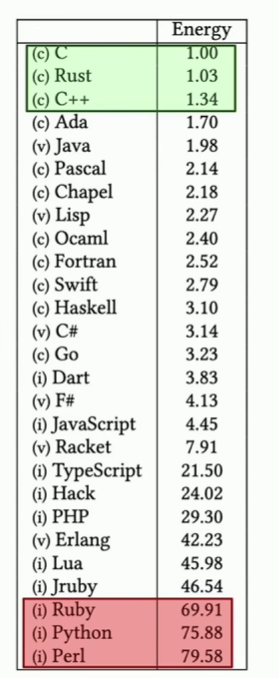 Energy
(c) C 1.00
(c) Rust 1.03
(c) C++ 1.34
(c) Ada 1.70
(v) Java 1.98
(c) Pascal 2.14
(c) Chapel 2.18
(v) Lisp 2.27
(c) Ocaml 2.40
(c) Fortran 2.52
(c) Swift 2.79
(c) Haskell 3.10
(v) C# 3.14
(c) Go 3.23
(i) Dart 3.83
(v) F# 4.13
(i) JavaScript 4.45
(v) Racket 7.91
(i) TypeScript 21.50
(i) Hack 24.02
(i) PHP 29.30
(v) Erlang 42.23
(i) Lua 45.98
(i) Jruby 46.54
(i) Ruby 69.91
(i) Python 75.88
(i) Perl 79.58